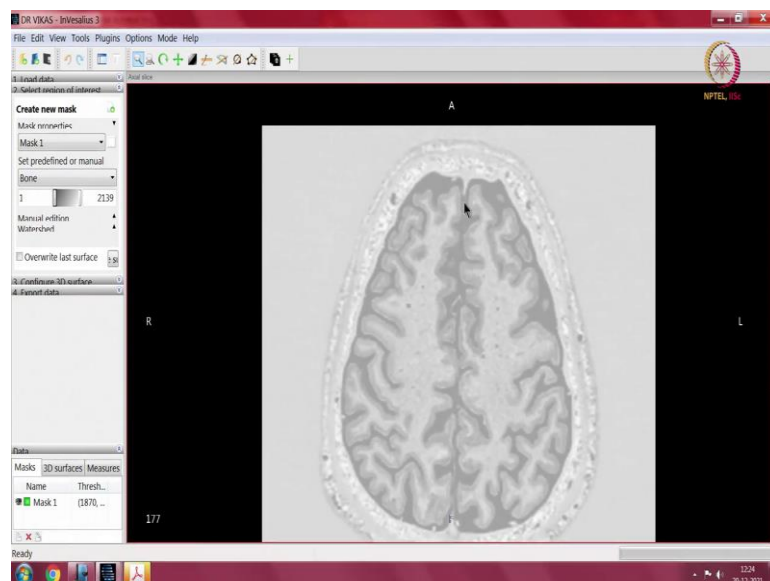 DR VIKAS - InVesalius 3
File Edit View Tools Plugins Options Mode Help
NPTEL, IISc
1. Load data
Axial slice
2. Select region of interest
Create new mask
Mask properties
Mask 1
Set predefined or manual
Bone
1 2139
Manual edition
Watershed
Overwrite last surface
3. Configure 3D surface
4. Export data
A
R
L
177
Data
Masks 3D surfaces Measures
Name Thresh...
Mask 1 (1870, ...
Ready
12:24